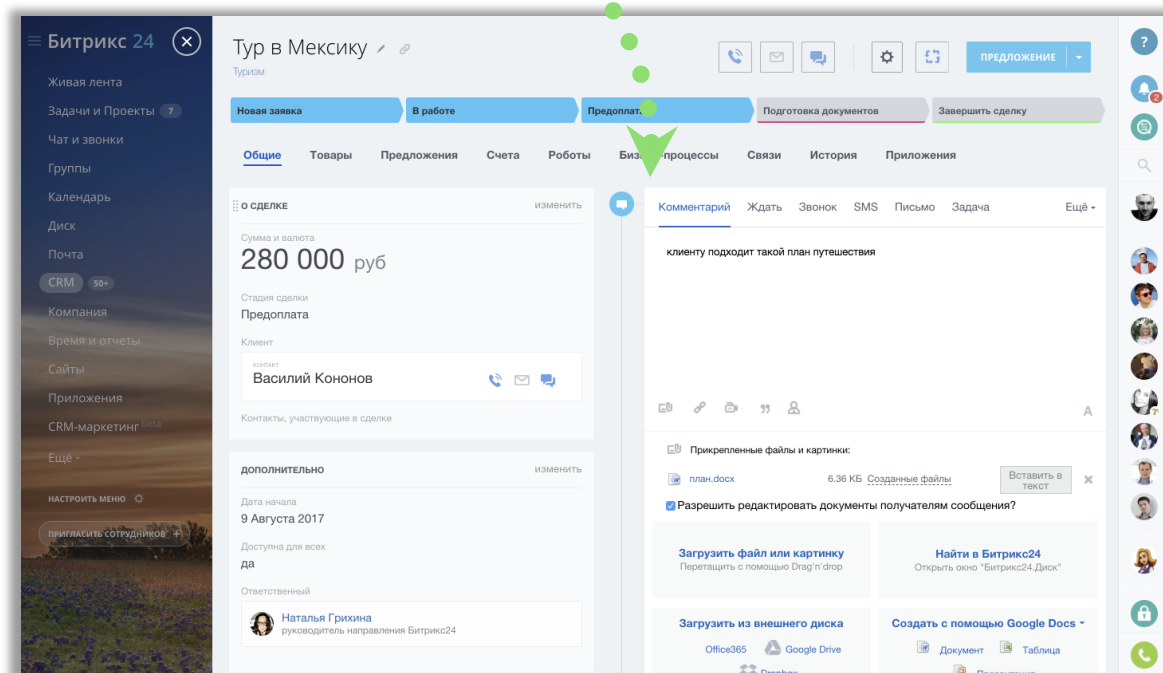 Битрикс 24
Живая лента
Задачи и Проекты 7
Чат и звонки
Группы
Календарь
Диск
Почта
CRM 50+
Компания
Время и отчеты
Сайты
Приложения
CRM-маркетинг beta
Ещё
НАСТРОИТЬ МЕНЮ
ПРИГЛАСИТЬ СОТРУДНИКОВ +
Тур в Мексику
Туризм
ПРЕДЛОЖЕНИЕ
Новая заявка В работе Предоплата Подготовка документов Завершить сделку
Общие Товары Предложения Счета Роботы Бизнес-процессы Связи История Приложения
О СДЕЛКЕ изменить
Сумма и валюта
280 000 руб
Стадия сделки
Предоплата
Клиент
КОНТАКТ
Василий Кононов
Контакты, участвующие в сделке
ДОПОЛНИТЕЛЬНО изменить
Дата начала
9 Августа 2017
Доступна для всех
да
Ответственный
Наталья Грихина
руководитель направления Битрикс24
Комментарий Ждать Звонок SMS Письмо Задача Ещё
клиенту подходит такой план путешествия
A
Прикрепленные файлы и картинки:
план.docx 6.36 КБ Созданные файлы Вставить в
текст
Разрешить редактировать документы получателям сообщения?
Загрузить файл или картинку
Перетащить с помощью Drag'n'drop
Найти в Битрикс24
Открыть окно "Битрикс24.Диск"
Загрузить из внешнего диска
Office365 Google Drive
Dropbox
Создать с помощью Google Docs
Документ Таблица
Презентация
?
2